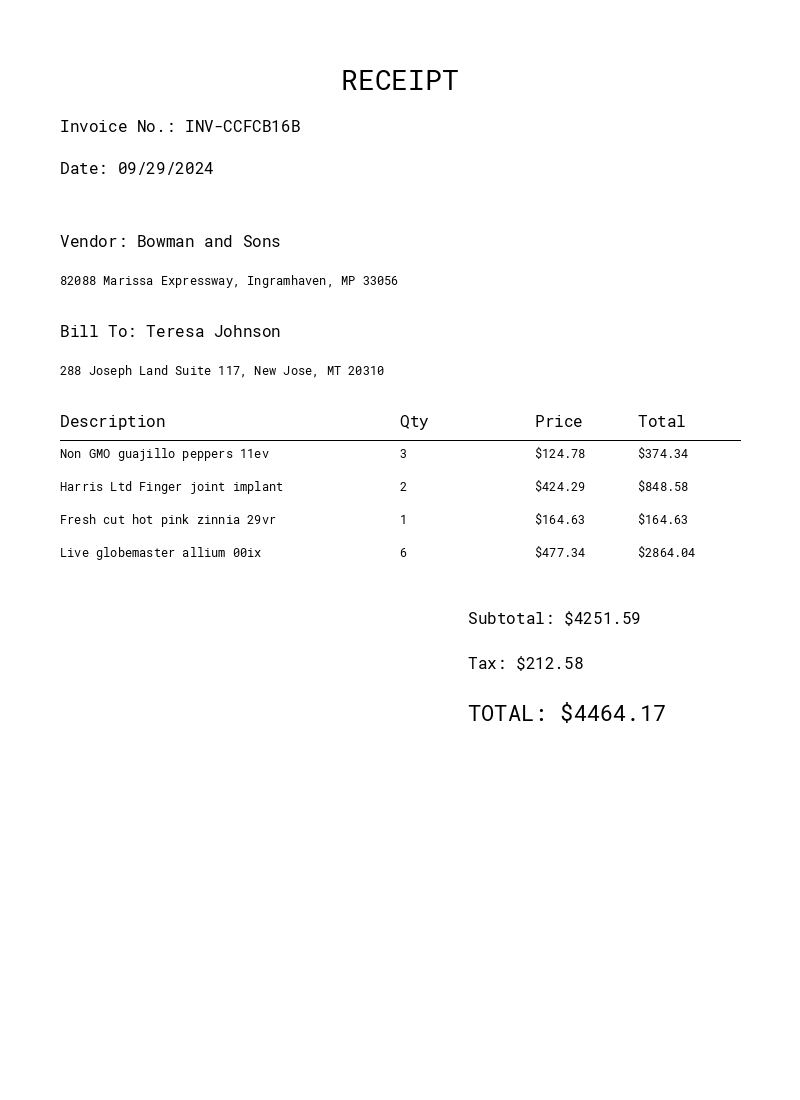 RECEIPT
Invoice No.: INV-CCFCB16B
Date: 09/29/2024
Vendor: Bowman and Sons
82088 Marissa Expressway, Ingramhaven, MP 33056
Bill To: Teresa Johnson
288 Joseph Land Suite 117, New Jose, MT 20310
Description Qty Price Total
Non GMO guajillo peppers 11ev 3 $124.78 $374.34
Harris Ltd Finger joint implant 2 $424.29 $848.58
Fresh cut hot pink zinnia 29vr 1 $164.63 $164.63
Live globemaster allium 00ix 6 $477.34 $2864.04
Subtotal: $4251.59
Tax: $212.58
TOTAL: $4464.17